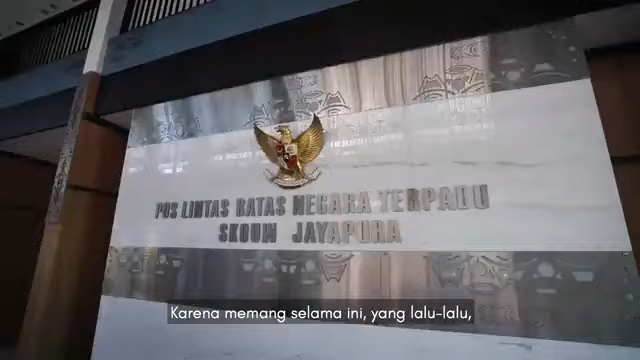 POS LINTAS BATAS NEGARA TERPADU
SKOUW JAYAPURA
Karena memang selama ini, yang lalu-lalu,